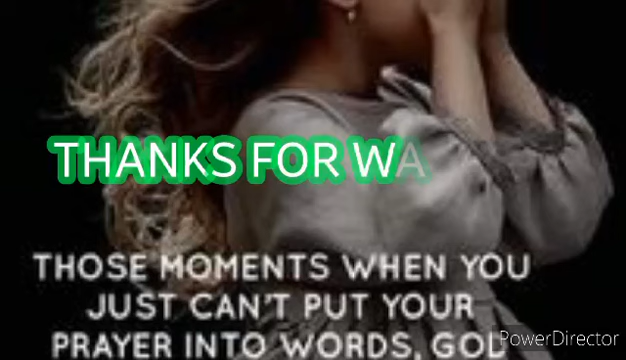 THANKS FOR WA
THOSE MOMENTS WHEN YOU
JUST CAN'T PUT YOUR
PRAYER INTO WORDS, GOD
PowerDirector